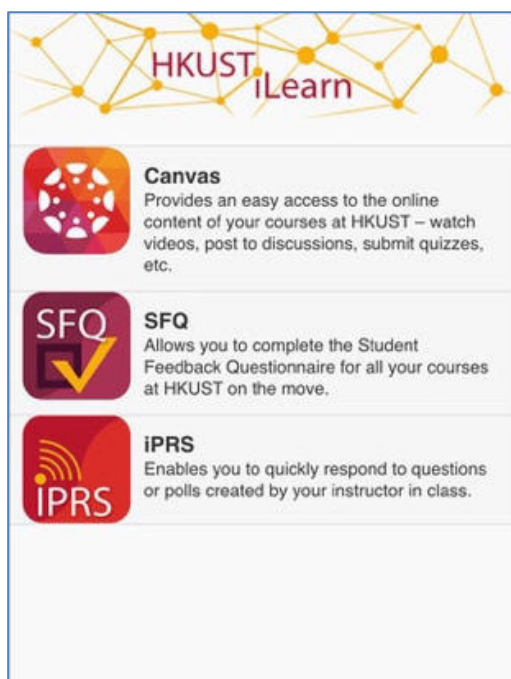 HKUST
iLearn
Canvas
Provides an easy access to the online
content of your courses at HKUST – watch
videos, post to discussions, submit quizzes,
etc.
SFQ
SFQ
Allows you to complete the Student
Feedback Questionnaire for all your courses
at HKUST on the move.
iPRS
iPRS
Enables you to quickly respond to questions
or polls created by your instructor in class.